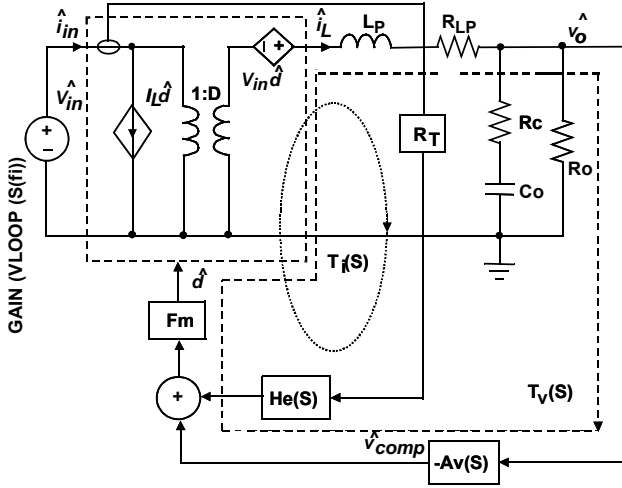 î_in
î_L
L_P
R_LP
v̂_o
V̂_in
+
−
I_L d̂
1:D
V_in d̂
− +
R_T
Rc
Ro
Co
GAIN (VLOOP (S(fi))
T_i(S)
d̂
Fm
T_v(S)
+
He(S)
v̂_comp
-Av(S)